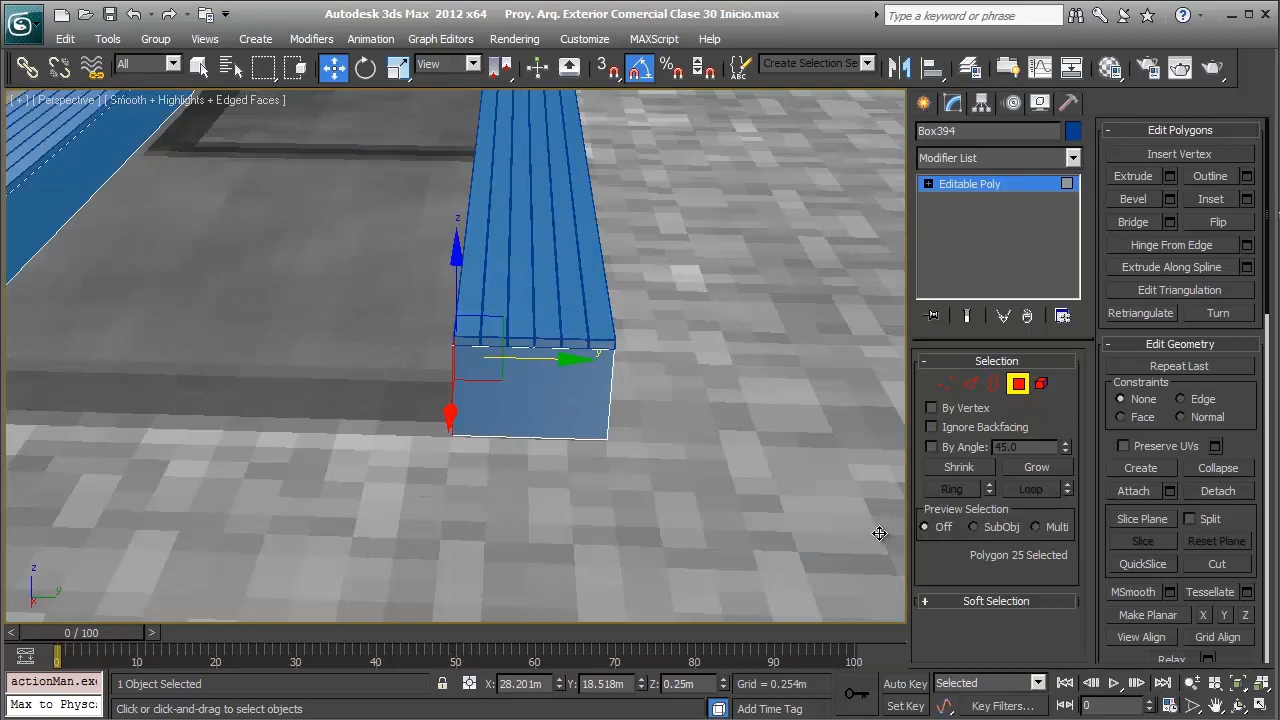 Autodesk 3ds Max 2012 x64 Proy. Arq. Exterior Comercial Clase 30 Inicio.max
Type a keyword or phrase
Edit Tools Group Views Create Modifiers Animation Graph Editors Rendering Customize MAXScript Help
All View 3 Create Selection Se
[ + ] [ Perspective ] [ Smooth + Highlights + Edged Faces ]
z
y
z
y
x
Box394
Modifier List
Editable Poly
Selection
By Vertex
Ignore Backfacing
By Angle: 45.0
Shrink Grow
Ring Loop
Preview Selection
Off SubObj Multi
Polygon 25 Selected
Soft Selection
Edit Polygons
Insert Vertex
Extrude Outline
Bevel Inset
Bridge Flip
Hinge From Edge
Extrude Along Spline
Edit Triangulation
Retriangulate Turn
Edit Geometry
Repeat Last
Constraints
None Edge
Face Normal
Preserve UVs
Create Collapse
Attach Detach
Slice Plane Split
Slice Reset Plane
QuickSlice Cut
MSmooth Tessellate
Make Planar X Y Z
View Align Grid Align
Relax
< 0 / 100 >
0 10 20 30 40 50 60 70 80 90 100
actionMan.exe 1 Object Selected X: 28.201m Y: 18.518m Z: 0.25m Grid = 0.254m Auto Key Selected
Max to Physc: Click or click-and-drag to select objects Add Time Tag Set Key Key Filters... 0